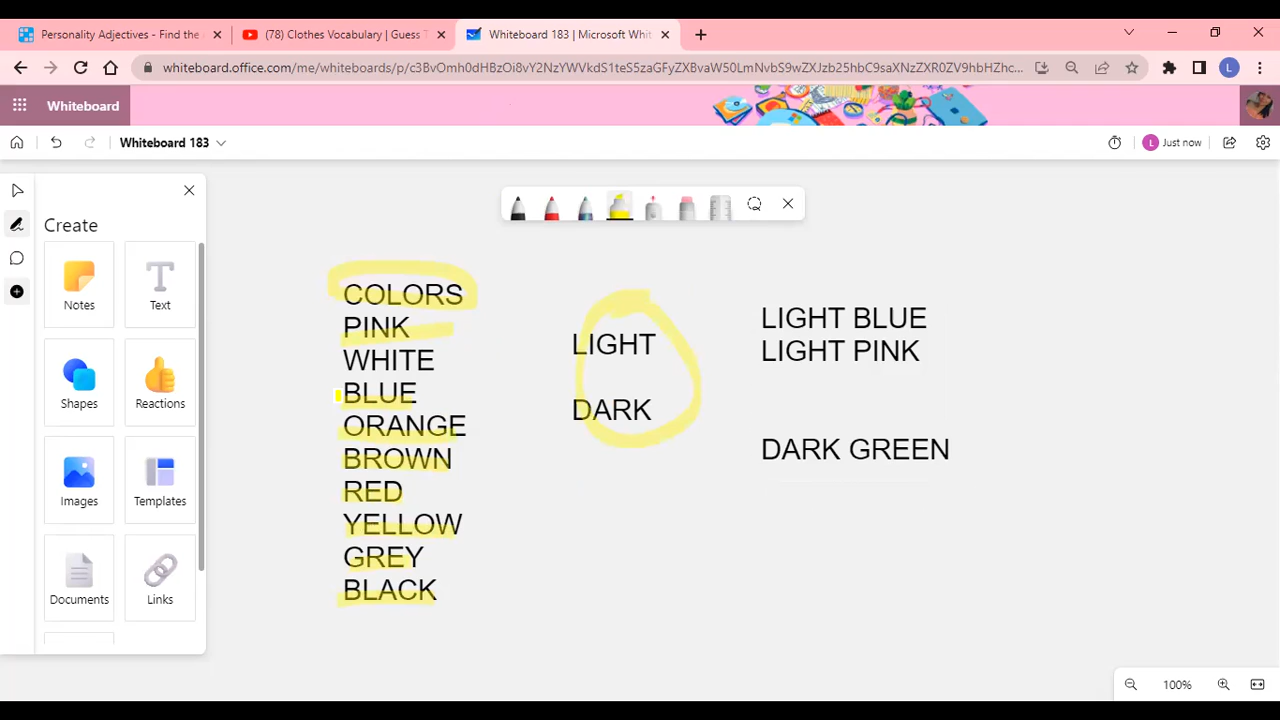 Personality Adjectives - Find the
(78) Clothes Vocabulary | Guess T
Whiteboard 183 | Microsoft Whit
whiteboard.office.com/me/whiteboards/p/c3BvOmh0dHBzOi8vY2NzYWVkdS1teS5zaGFyZXBvaW50LmNvbS9wZXJzb25hbC9saXNzZXR0ZV9hbHZhc...
L
Whiteboard
Whiteboard 183
L Just now
Create
Notes
Text
Shapes
Reactions
Images
Templates
Documents
Links
COLORS
PINK
WHITE
BLUE
ORANGE
BROWN
RED
YELLOW
GREY
BLACK
LIGHT
DARK
LIGHT BLUE
LIGHT PINK
DARK GREEN
100%